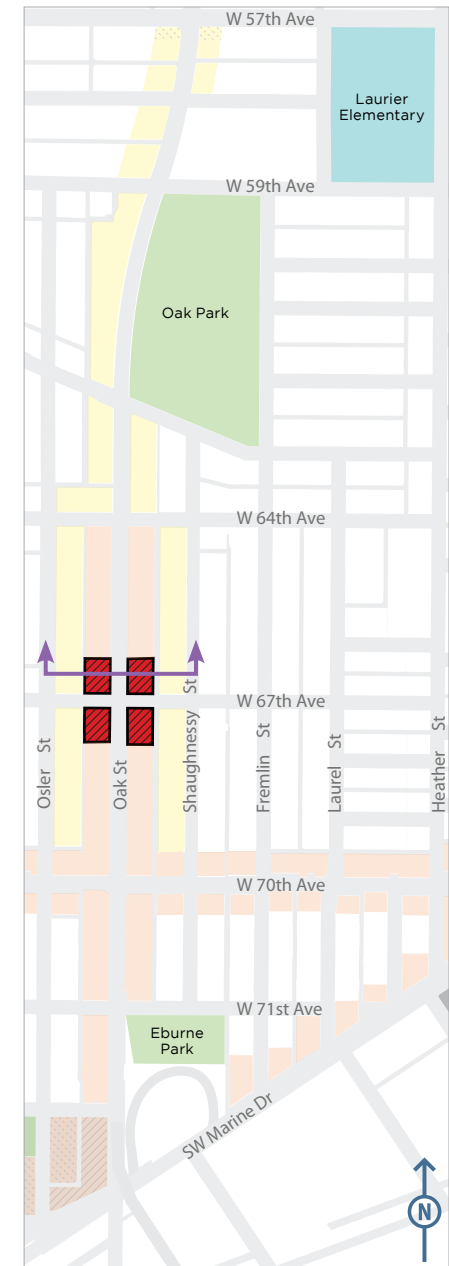 W 57th Ave
Laurier
Elementary
W 59th Ave
Oak Park
W 64th Ave
W 67th Ave
Osler St
Oak St
Shaughnessy St
Fremlin St
Laurel St
Heather St
W 70th Ave
W 71st Ave
Eburne
Park
SW Marine Dr
N